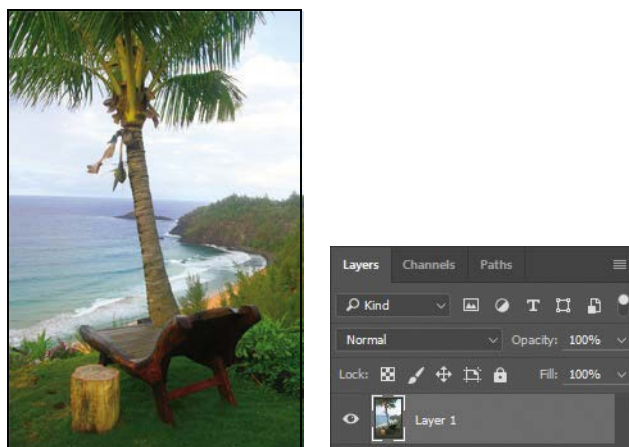 Layers Channels Paths
Kind
Normal Opacity: 100%
Lock: Fill: 100%
Layer 1